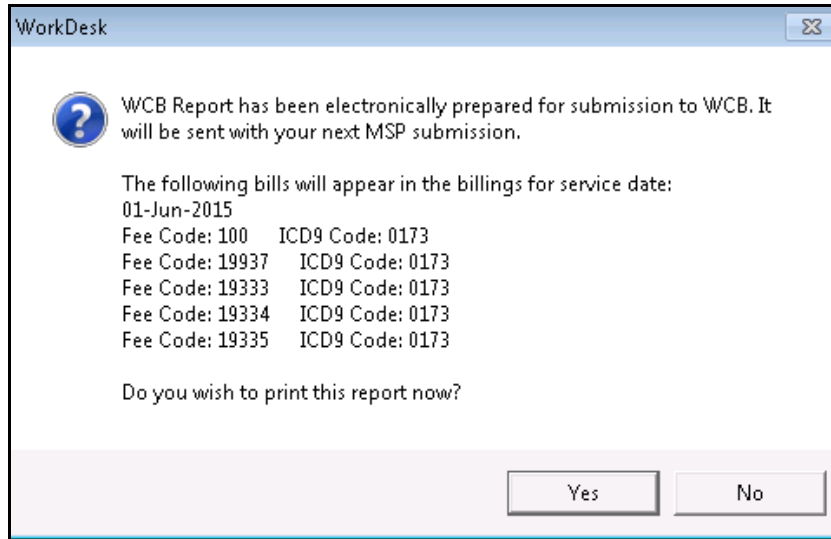 WorkDesk
WCB Report has been electronically prepared for submission to WCB. It
will be sent with your next MSP submission.
The following bills will appear in the billings for service date:
01-Jun-2015
Fee Code: 100 ICD9 Code: 0173
Fee Code: 19937 ICD9 Code: 0173
Fee Code: 19333 ICD9 Code: 0173
Fee Code: 19334 ICD9 Code: 0173
Fee Code: 19335 ICD9 Code: 0173
Do you wish to print this report now?
Yes No